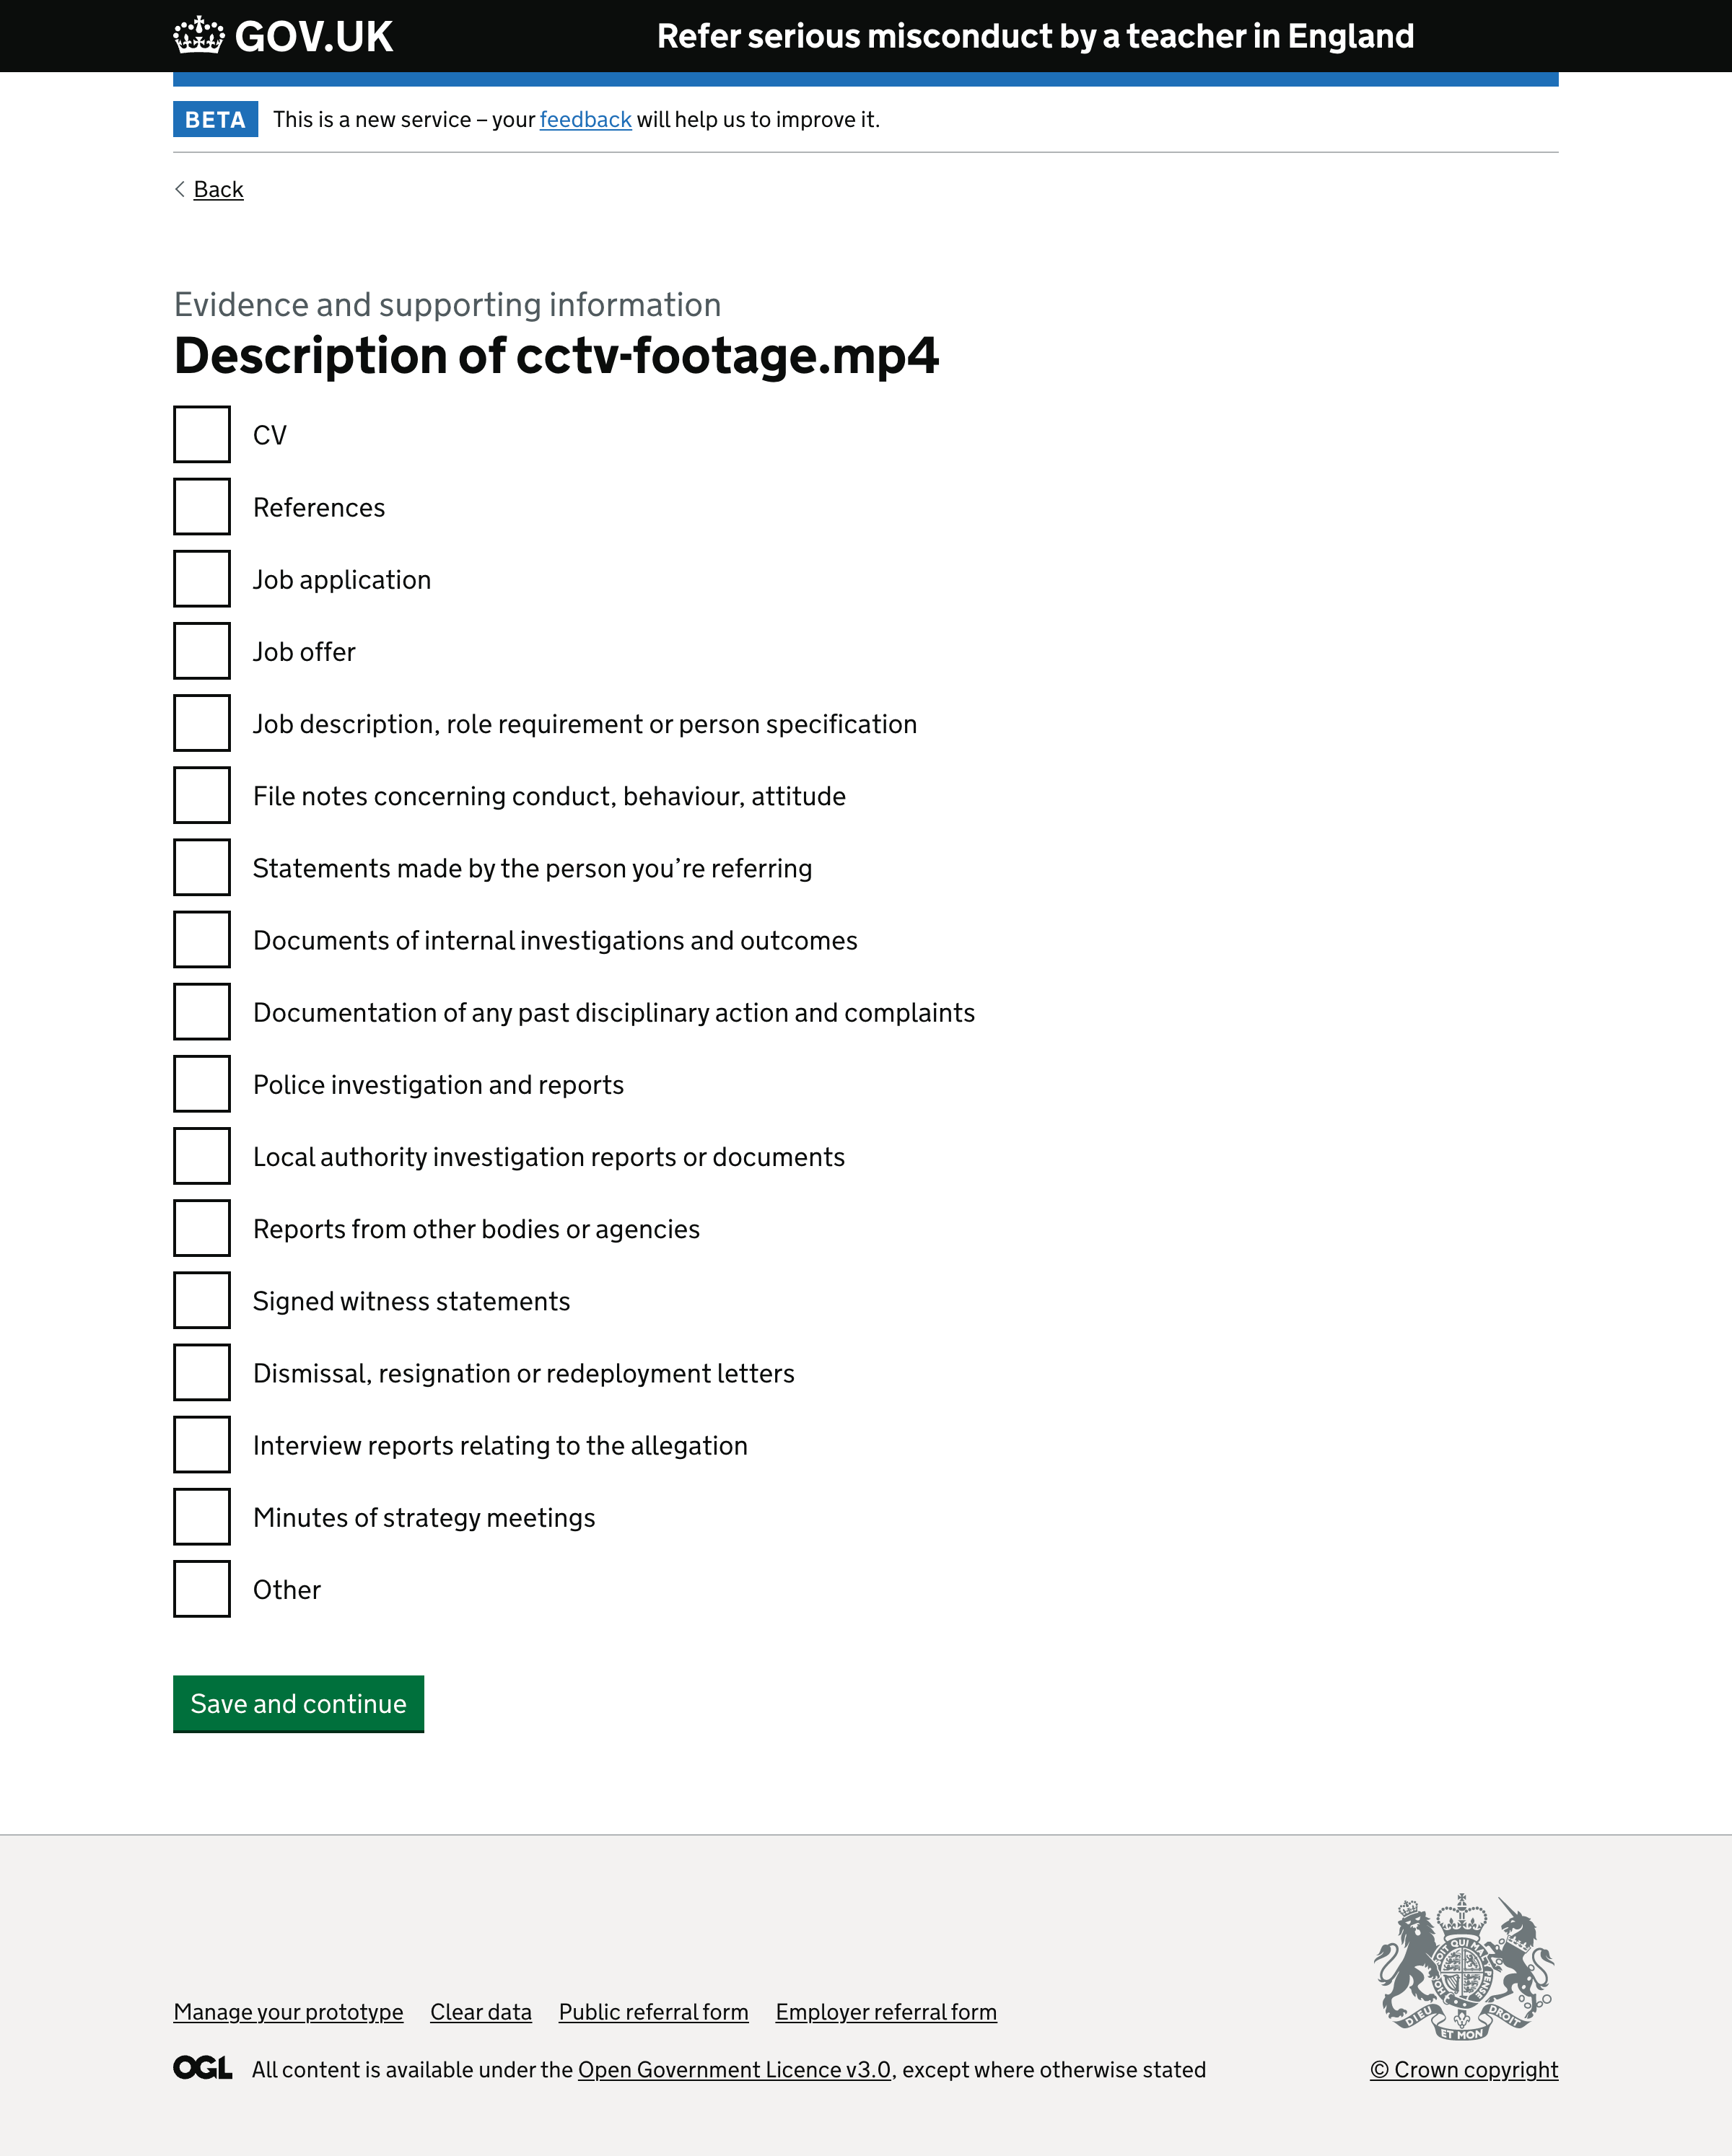 GOV.UK
Refer serious misconduct by a teacher in England
BETA
This is a new service – your feedback will help us to improve it.
Back
Evidence and supporting information
Description of cctv-footage.mp4
CV
References
Job application
Job offer
Job description, role requirement or person specification
File notes concerning conduct, behaviour, attitude
Statements made by the person you’re referring
Documents of internal investigations and outcomes
Documentation of any past disciplinary action and complaints
Police investigation and reports
Local authority investigation reports or documents
Reports from other bodies or agencies
Signed witness statements
Dismissal, resignation or redeployment letters
Interview reports relating to the allegation
Minutes of strategy meetings
Other
Save and continue
Manage your prototype Clear data Public referral form Employer referral form
OGL All content is available under the Open Government Licence v3.0, except where otherwise stated
DIEU ET MON DROIT
© Crown copyright